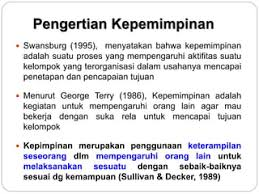 Pengertian Kepemimpinan
• Swansburg (1995), menyatakan bahwa kepemimpinan
adalah suatu proses yang mempengaruhi aktifitas suatu
kelompok yang terorganisasi dalam usahanya mencapai
penetapan dan pencapaian tujuan
• Menurut George Terry (1986), Kepemimpinan adalah
kegiatan untuk mempengaruhi orang lain agar mau
bekerja dengan suka rela untuk mencapai tujuan
kelompok
• Kepimpinan merupakan penggunaan keterampilan
seseorang dlm mempengaruhi orang lain untuk
melaksanakan sesuatu dengan sebaik-baiknya
sesuai dg kemampuan (Sullivan & Decker, 1989)